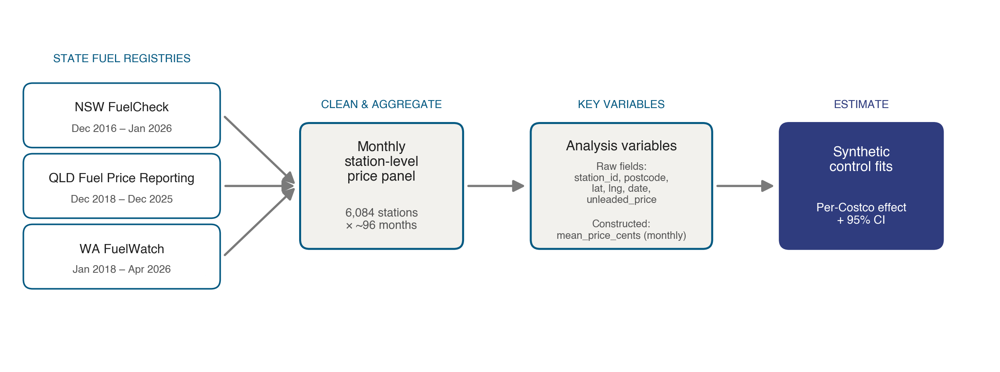 STATE FUEL REGISTRIES
NSW FuelCheck
Dec 2016 – Jan 2026
QLD Fuel Price Reporting
Dec 2018 – Dec 2025
WA FuelWatch
Jan 2018 – Apr 2026
CLEAN & AGGREGATE
Monthly
station-level
price panel
6,084 stations
× ~96 months
KEY VARIABLES
Analysis variables
Raw fields:
station_id, postcode,
lat, lng, date,
unleaded_price
Constructed:
mean_price_cents (monthly)
ESTIMATE
Synthetic
control fits
Per-Costco effect
+ 95% CI